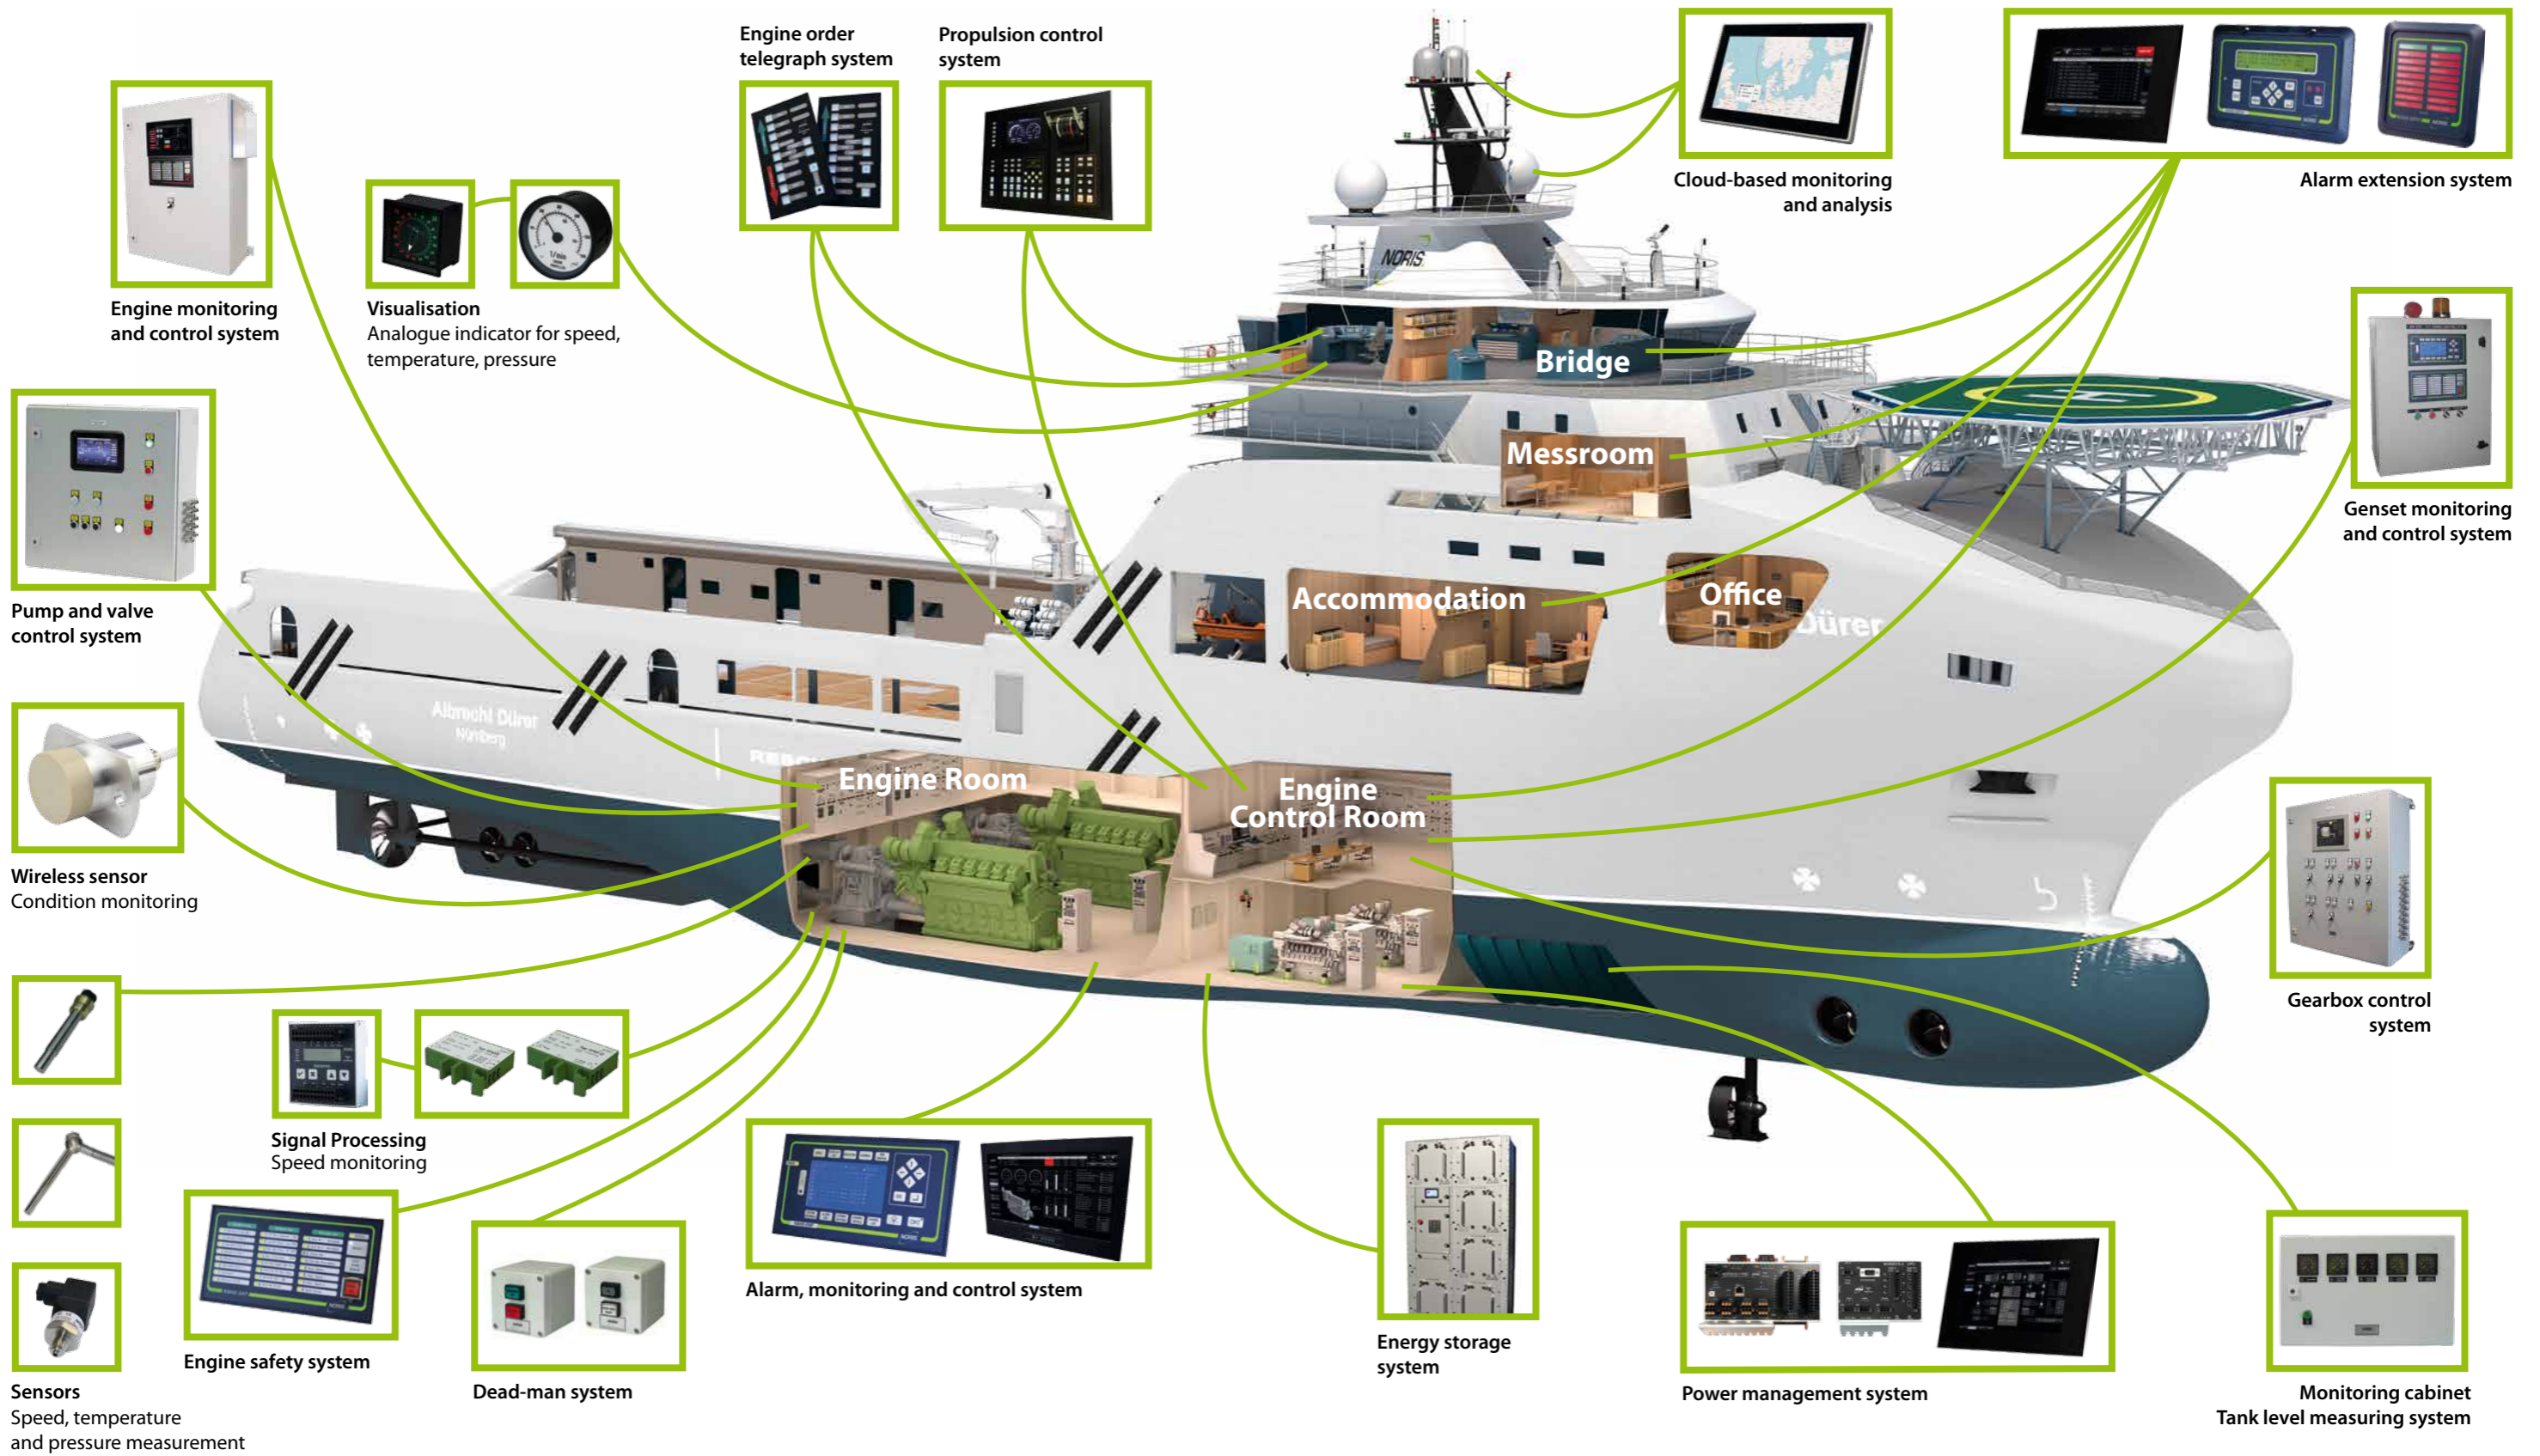 Engine order
telegraph system
Propulsion control
system
Cloud-based monitoring
and analysis
Alarm extension system
Engine monitoring
and control system
Visualisation
Analogue indicator for speed,
temperature, pressure
1/min
NORIS
Bridge
Messroom
Accommodation
Office
Dürer
Genset monitoring
and control system
Pump and valve
control system
Albrecht Dürer
Nürnberg
Engine Room
Engine
Control Room
Wireless sensor
Condition monitoring
Gearbox control
system
Signal Processing
Speed monitoring
Alarm, monitoring and control system
Engine safety system
Dead-man system
Energy storage
system
Power management system
Monitoring cabinet
Tank level measuring system
Sensors
Speed, temperature
and pressure measurement